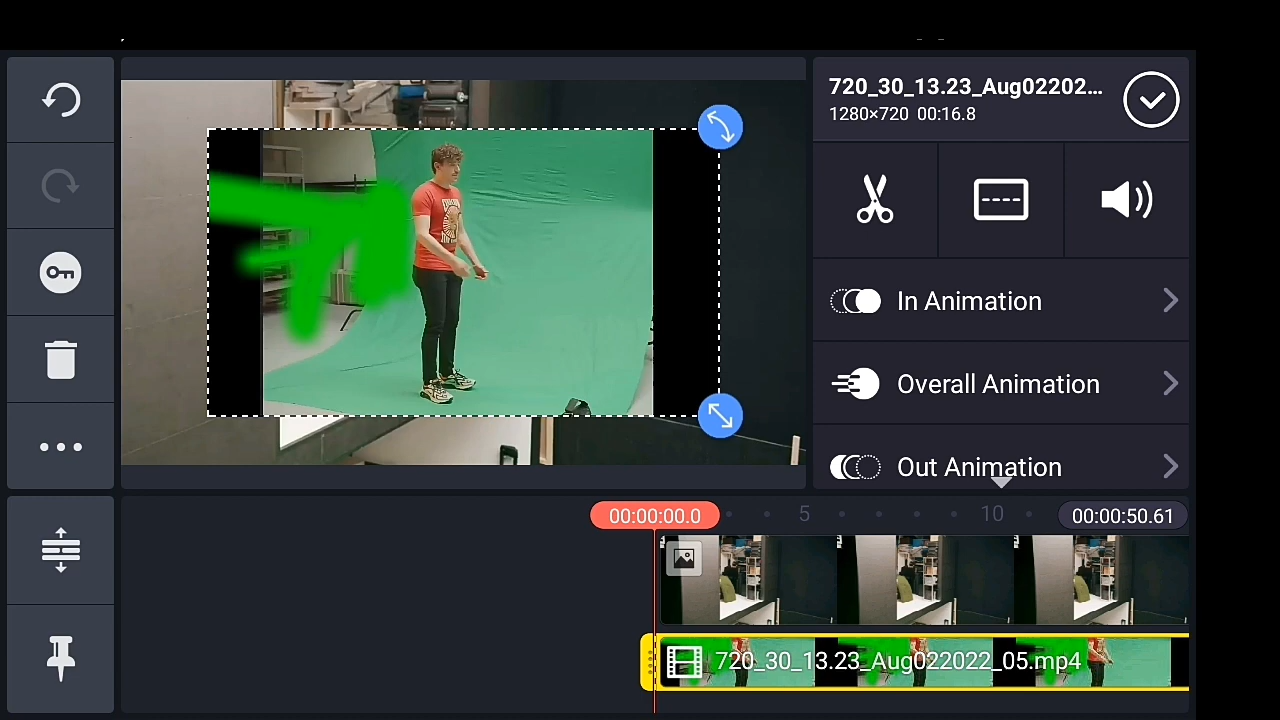 720_30_13.23_Aug02202...
1280×720 00:16.8
In Animation
Overall Animation
Out Animation
00:00:00.0
5
10
00:00:50.61
720_30_13.23_Aug022022_05.mp4